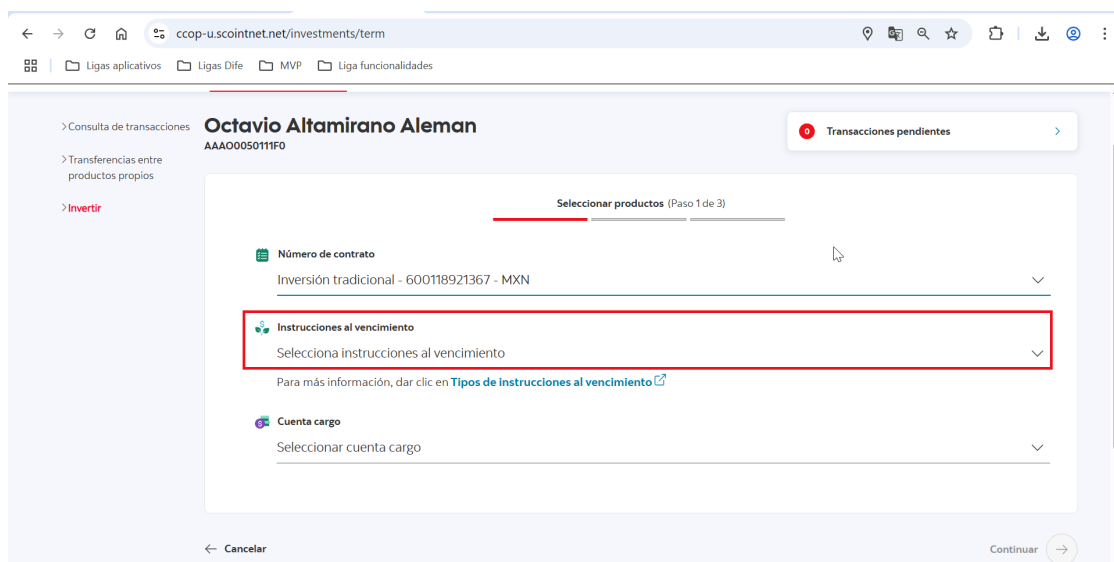 ccop-u.scointnet.net/investments/term
Ligas aplicativos
Ligas Dife
MVP
Liga funcionalidades
>Consulta de transacciones
>Transferencias entre
productos propios
>Invertir
Octavio Altamirano Aleman
AAAO0050111F0
0 Transacciones pendientes >
Seleccionar productos (Paso 1 de 3)
Número de contrato
Inversión tradicional - 600118921367 - MXN
Instrucciones al vencimiento
Selecciona instrucciones al vencimiento
Para más información, dar clic en Tipos de instrucciones al vencimiento
Cuenta cargo
Seleccionar cuenta cargo
← Cancelar
Continuar →